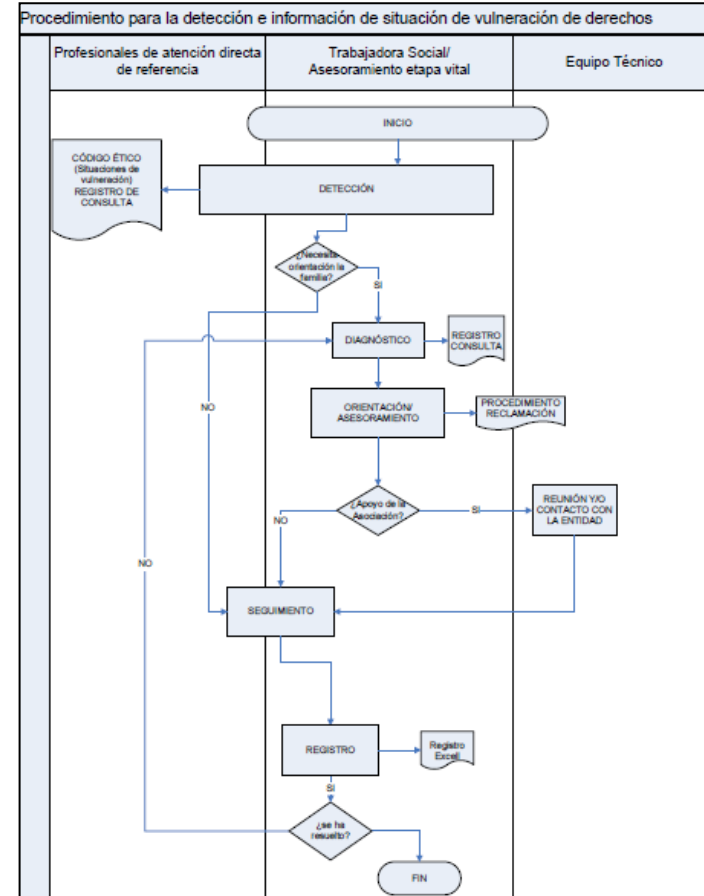 Procedimiento para la detección e información de situación de vulneración de derechos
Profesionales de atención directa
de referencia
Trabajadora Social/
Asesoramiento etapa vital
Equipo Técnico
INICIO
CÓDIGO ÉTICO
(Situaciones de
vulneración)
REGISTRO DE
CONSULTA
DETECCIÓN
¿Necesita
orientación la
familia?
SI
DIAGNÓSTICO
REGISTRO
CONSULTA
NO
ORIENTACIÓN/
ASESORAMIENTO
PROCEDIMIENTO
RECLAMACIÓN
¿Apoyo de la
Asociación?
NO
SI
REUNIÓN Y/O
CONTACTO CON
LA ENTIDAD
NO
SEGUIMIENTO
REGISTRO
Registro
Excell
SI
¿se ha
resuelto?
FIN